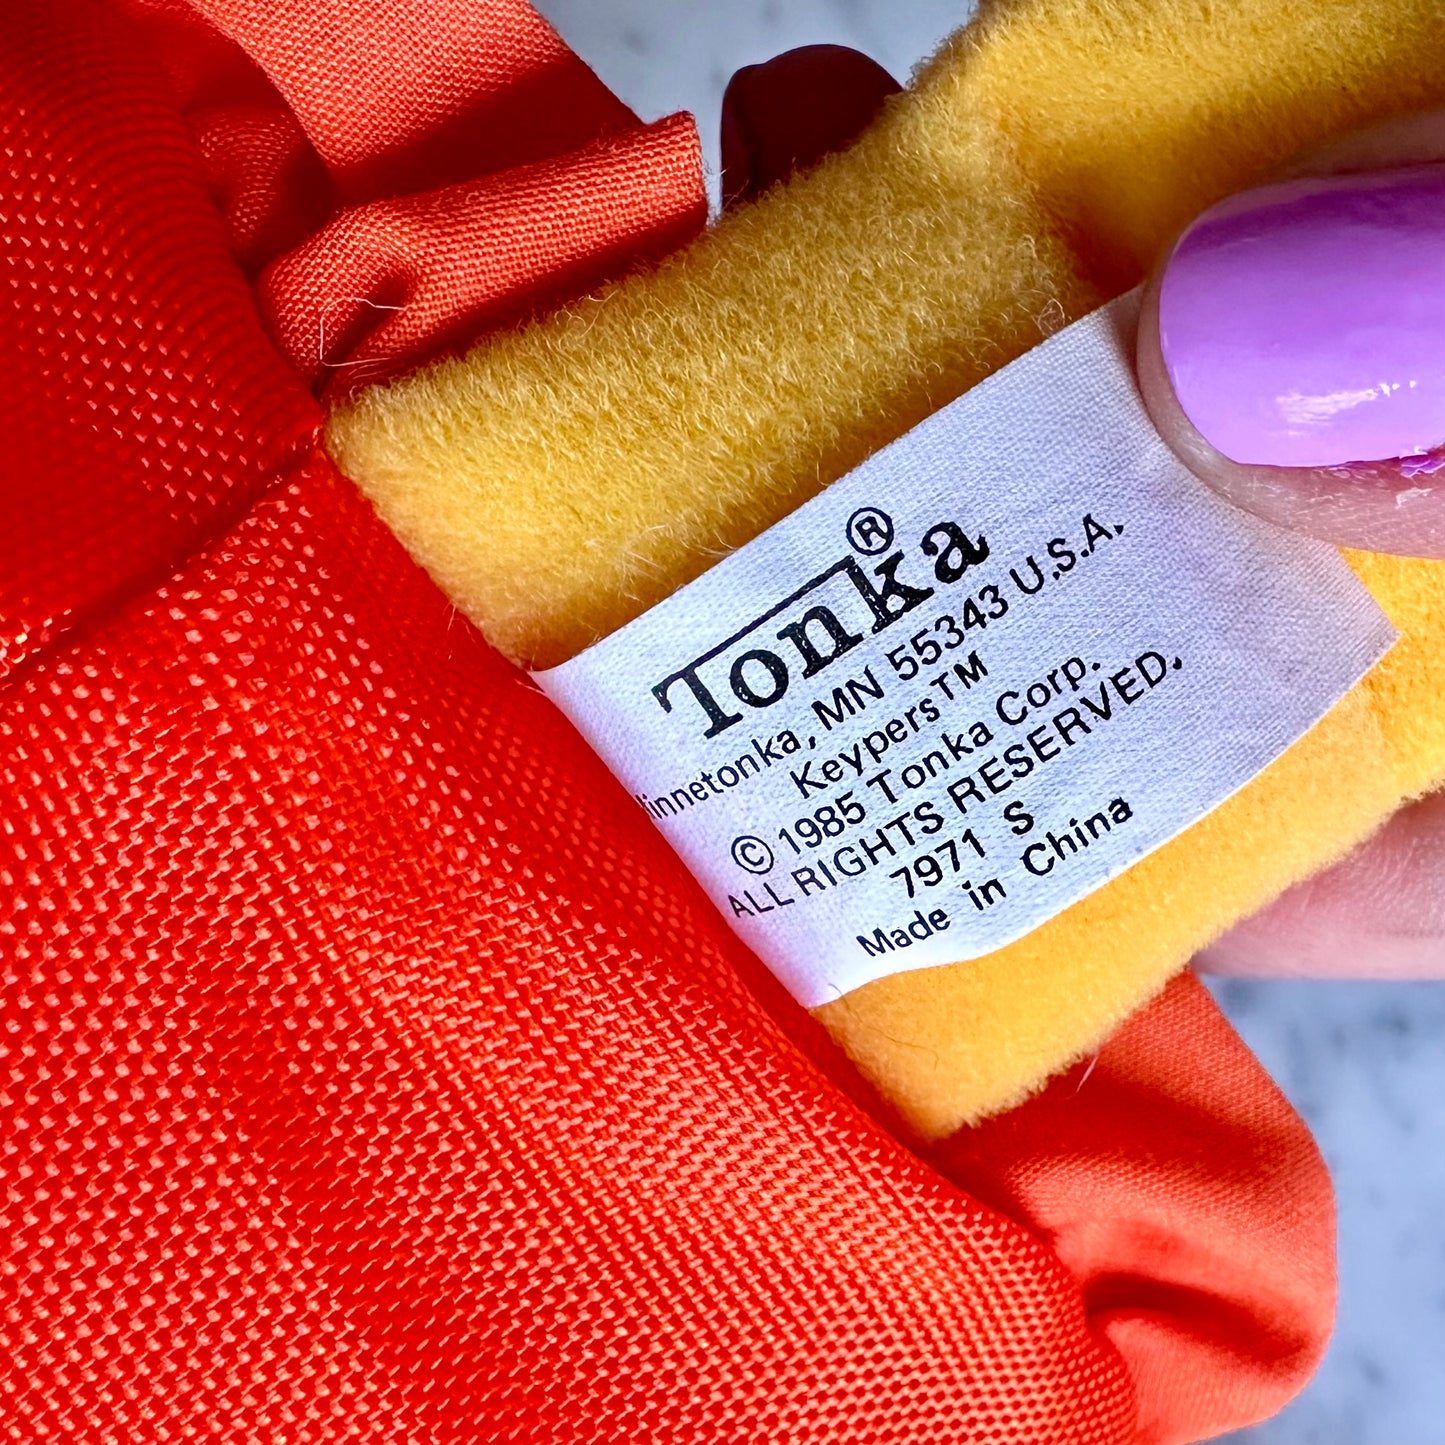 Tonka®
Minnetonka, MN 55343 U.S.A.
Keypers™
© 1985 Tonka Corp.
ALL RIGHTS RESERVED.
7971 S
Made in China